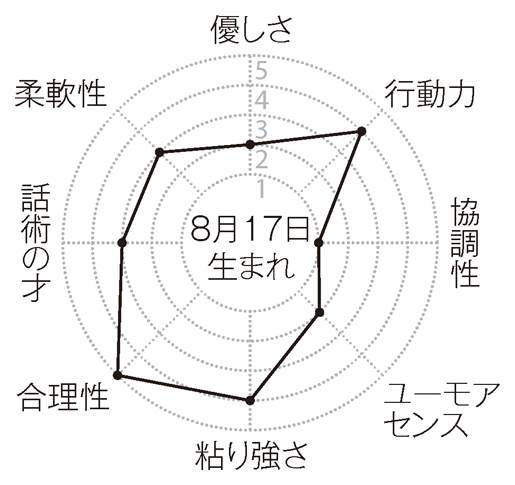 優しさ
柔軟性
行動力
5
4
3
2
1
話術の才
8月17日
生まれ
協調性
合理性
ユーモア
センス
粘り強さ